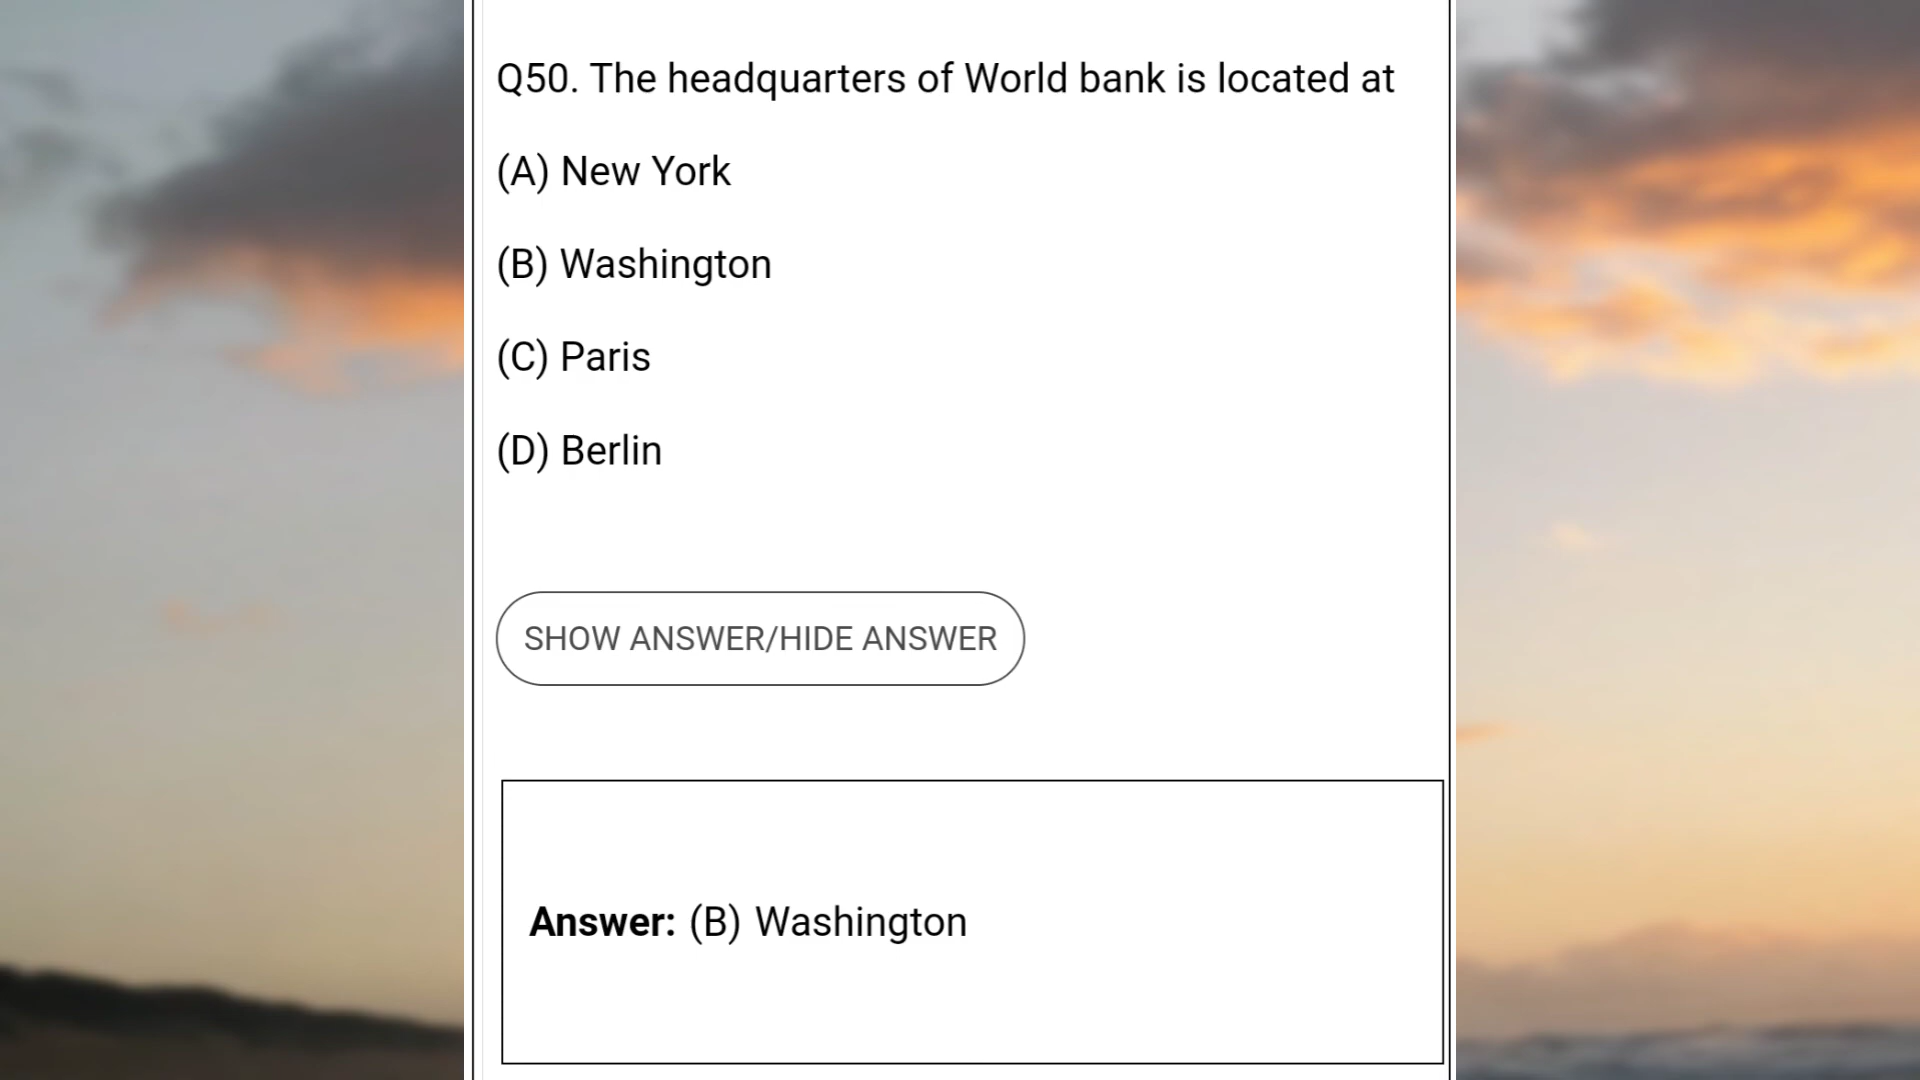 Q50. The headquarters of World bank is located at
(A) New York
(B) Washington
(C) Paris
(D) Berlin
SHOW ANSWER/HIDE ANSWER
Answer: (B) Washington